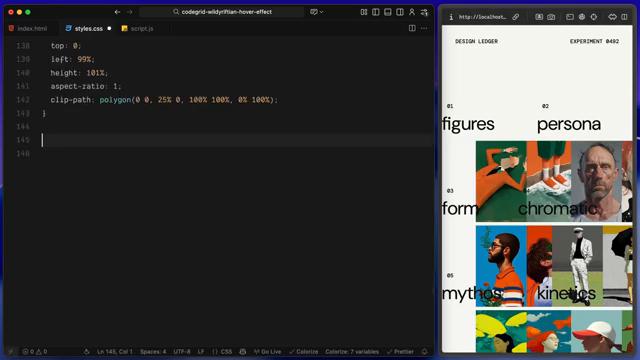 codegrid-wildyriftian-hover-effect
index.html
styles.css
script.js
138
top: 0;
139
left: 99%;
140
height: 101%;
141
aspect-ratio: 1;
142
clip-path: polygon(0 0, 25% 0, 100% 100%, 0% 100%);
143
}
144
145
146
Ln 145, Col 1
Spaces: 4
UTF-8
LF
{} CSS
Go Live
Colorize
Colorize: 7 variables
Prettier
http://localhost..
DESIGN LEDGER
EXPERIMENT 0492
01
figures
02
persona
03
form
04
chromatic
05
mythos
kinetics